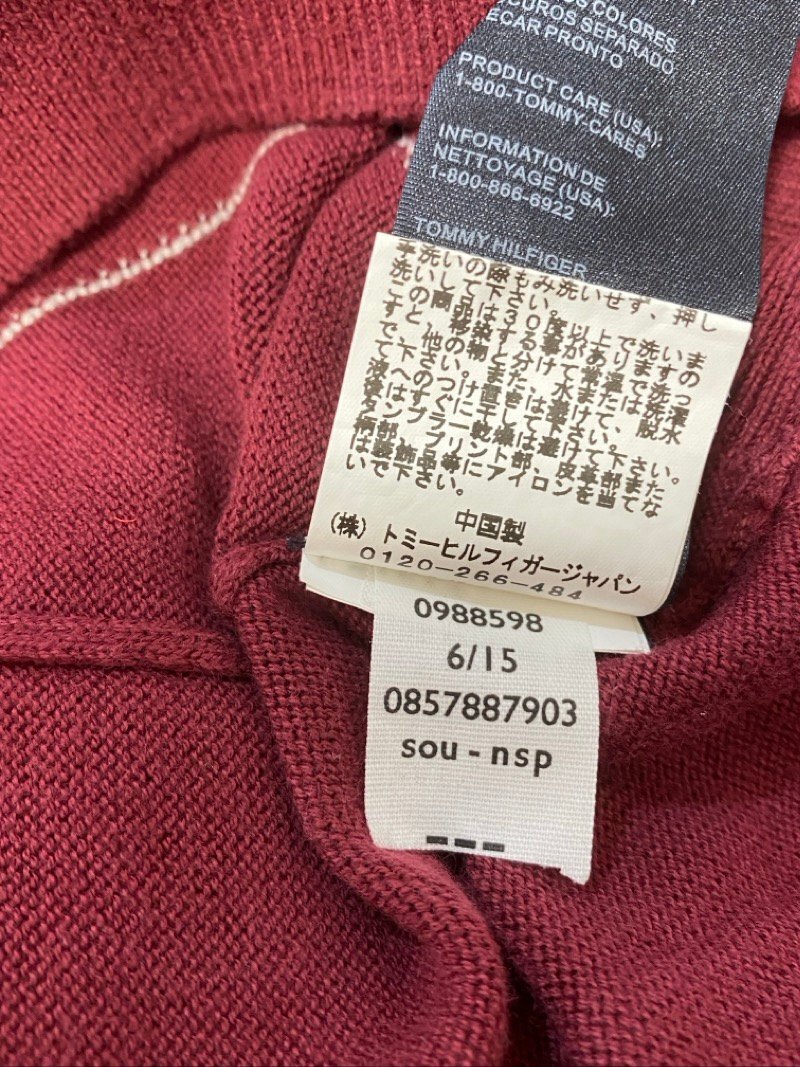 OS COLORES
CUROS SEPARADO
ECAR PRONTO
PRODUCT CARE (USA):
1-800-TOMMY-CARES
INFORMATION DE
NETTOYAGE (USA):
1-800-866-6922
TOMMY HILFIGER
手洗いの際もみ洗いせず、押し
洗いして下さい。
この商品は30度以上で洗いま
すと、移染する事がありますの
で、他の物と分けて常温で洗っ
て下さい。また、水または洗濯
液へのつけ置きは避けて、脱水
後はすぐに干して下さい。
タンブラー乾燥は避けて下さい。
柄部、プリント部、皮革部また
は装飾品等にアイロンを当てな
いで下さい。
中国製
(株) トミーヒルフィガージャパン
0120-266-484
0988598
6/15
0857887903
sou - nsp